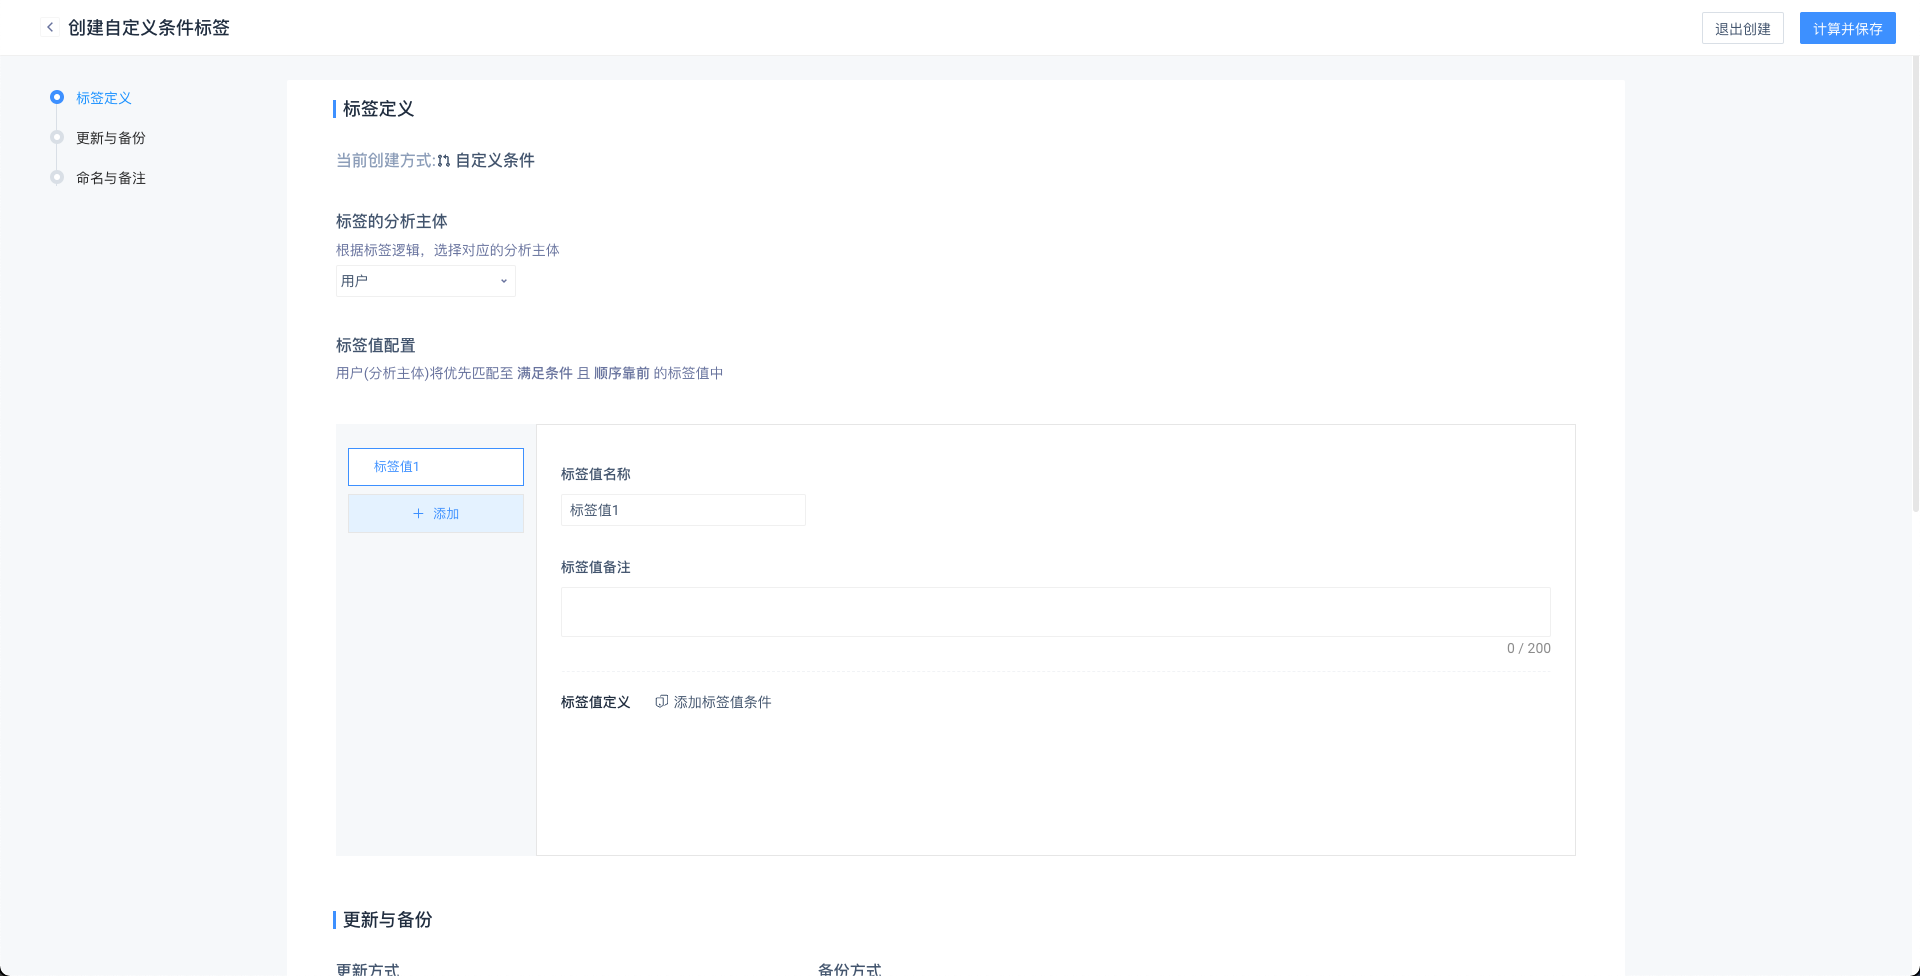 创建自定义条件标签
退出创建
计算并保存
标签定义
更新与备份
命名与备注
标签定义
当前创建方式: 自定义条件
标签的分析主体
根据标签逻辑，选择对应的分析主体
用户
标签值配置
用户(分析主体)将优先匹配至 满足条件 且 顺序靠前 的标签值中
标签值1
添加
标签值名称
标签值1
标签值备注
0 / 200
标签值定义
添加标签值条件
更新与备份
更新方式
备份方式